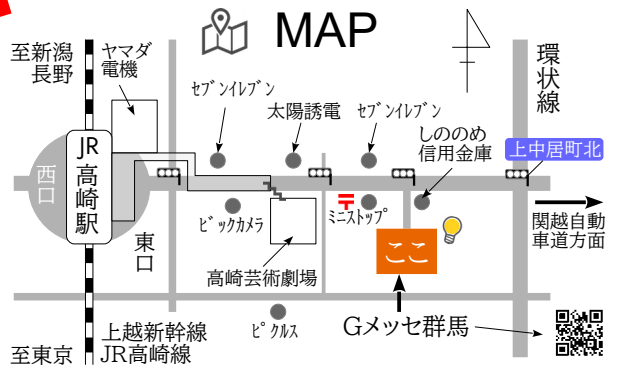 MAP
至新潟
長野
ヤマダ
電機
セブンイレブン
太陽誘電
セブンイレブン
しののめ
信用金庫
環状線
上中居町北
JR
高崎駅
西口
東口
ビックカメラ
高崎芸術劇場
〒
ミニストップ
ここ
関越自動
車道方面
ピクルス
Gメッセ群馬
上越新幹線
JR高崎線
至東京